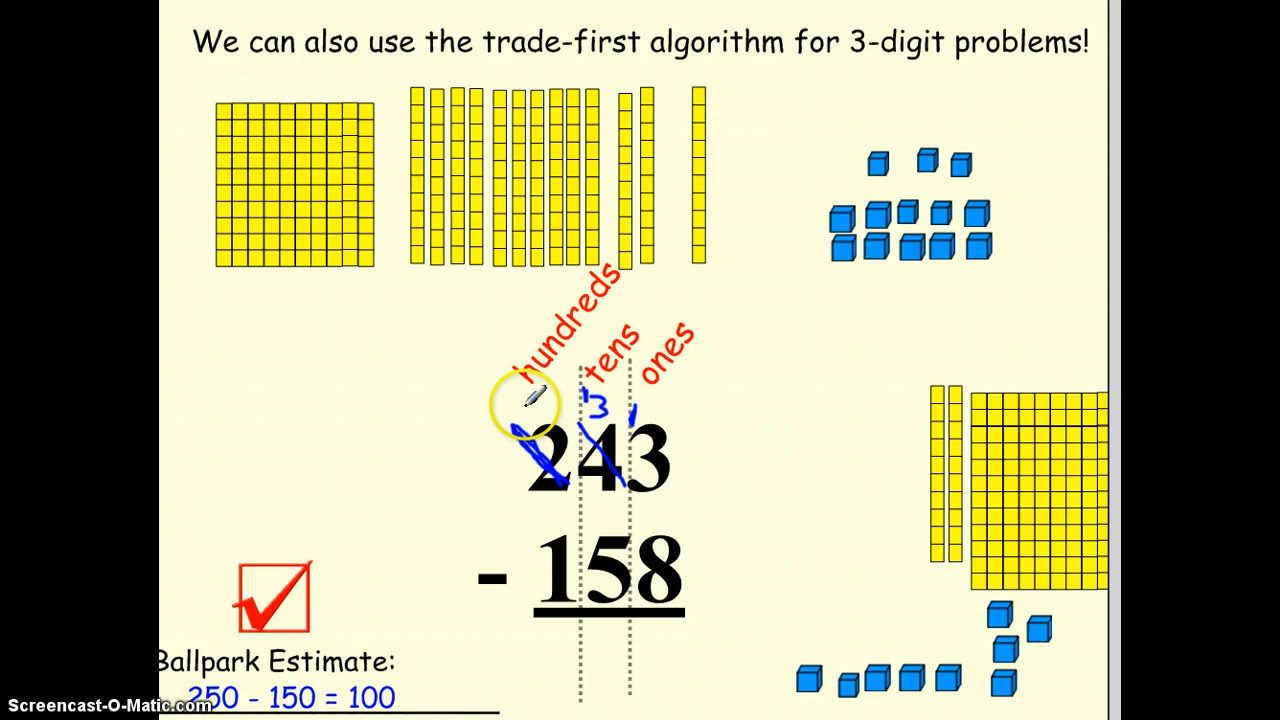 We can also use the trade-first algorithm for 3-digit problems!
hundreds tens ones
13 1
243
- 158
Ballpark Estimate:
250 - 150 = 100
Screencast-O-Matic.com